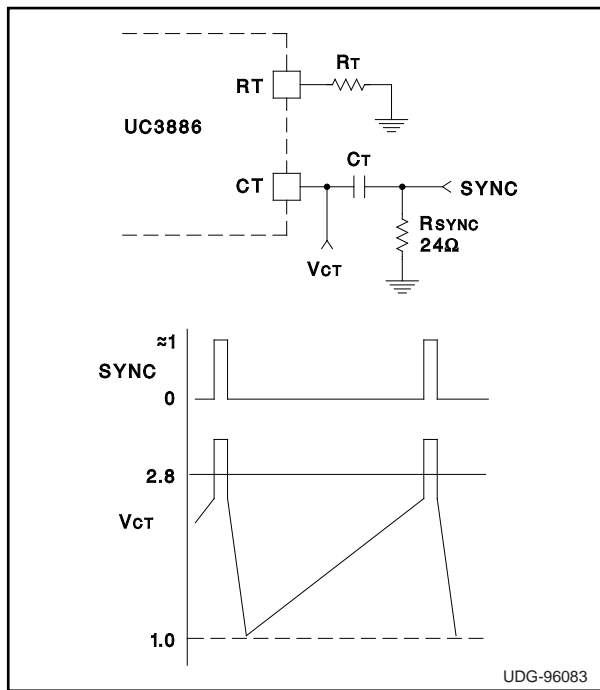 RT
RT
UC3886
CT
CT
SYNC
RSYNC
24Ω
VCT
≈1
SYNC
0
2.8
VCT
1.0
UDG-96083